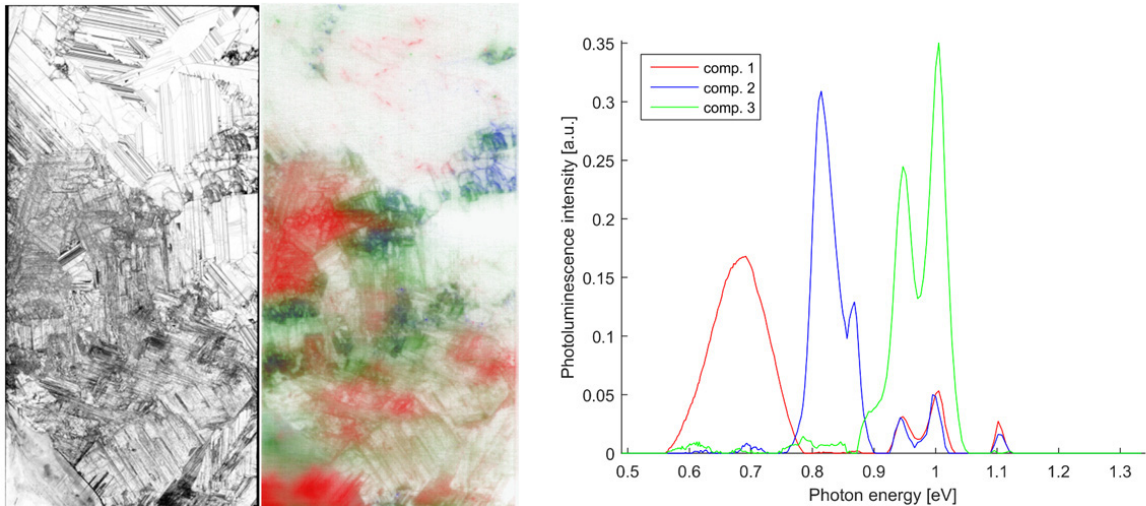 comp. 1
comp. 2
comp. 3
Photoluminescence intensity [a.u.]
0.35
0.3
0.25
0.2
0.15
0.1
0.05
0
0.5 0.6 0.7 0.8 0.9 1 1.1 1.2 1.3
Photon energy [eV]